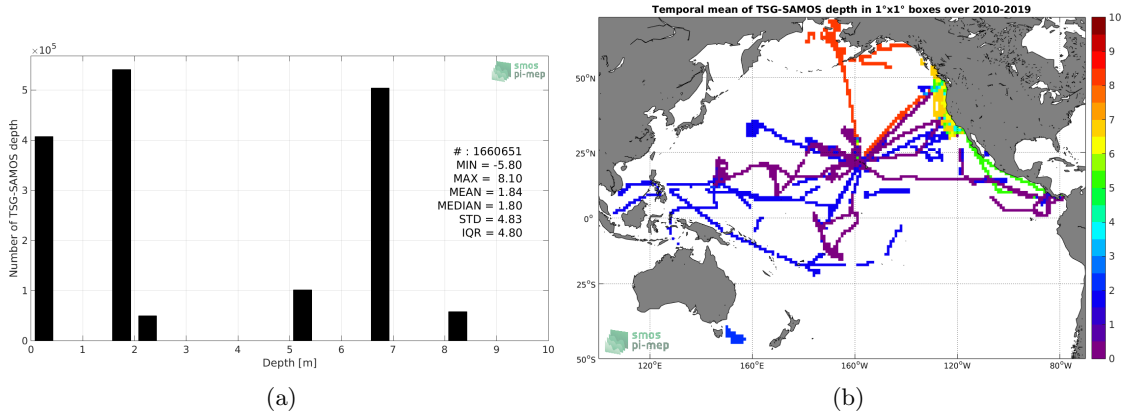 ×10⁵
5
4
3
2
1
0
Number of TSG-SAMOS depth
smos
pi-mep
# : 1660651
MIN = -5.80
MAX = 8.10
MEAN = 1.84
MEDIAN = 1.80
STD = 4.83
IQR = 4.80
0 1 2 3 4 5 6 7 8 9 10
Depth [m]
(a)
Temporal mean of TSG-SAMOS depth in 1°x1° boxes over 2010-2019
50°N
25°N
0°
25°S
50°S
smos
pi-mep
120°E 160°E 160°W 120°W 80°W
10
9
8
7
6
5
4
3
2
1
0
(b)